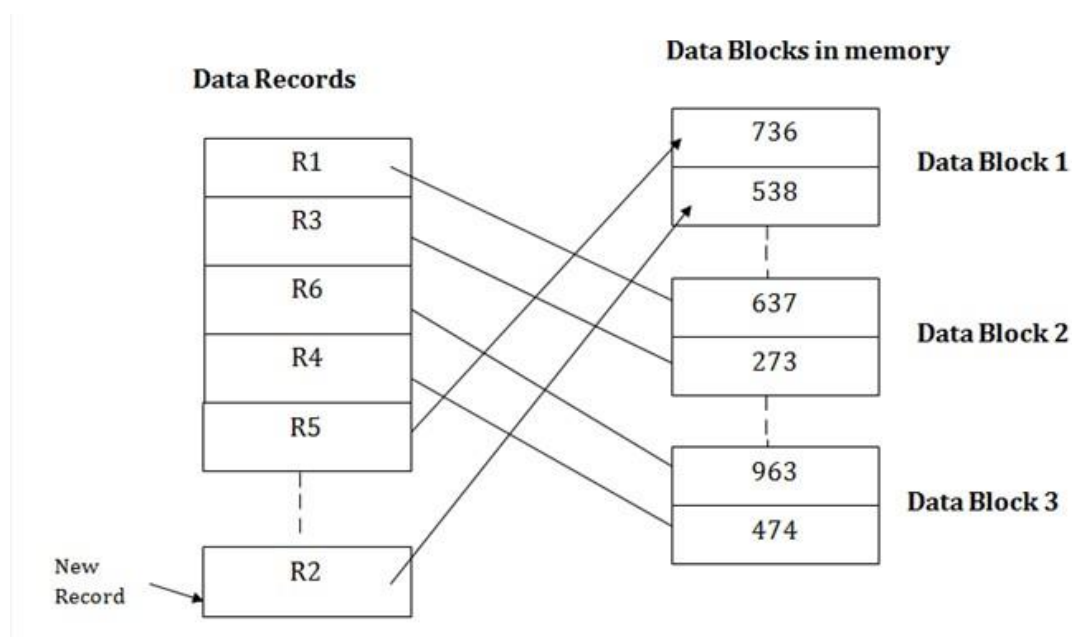 Data Records
R1
R3
R6
R4
R5
R2
New
Record
Data Blocks in memory
736
538
Data Block 1
637
273
Data Block 2
963
474
Data Block 3